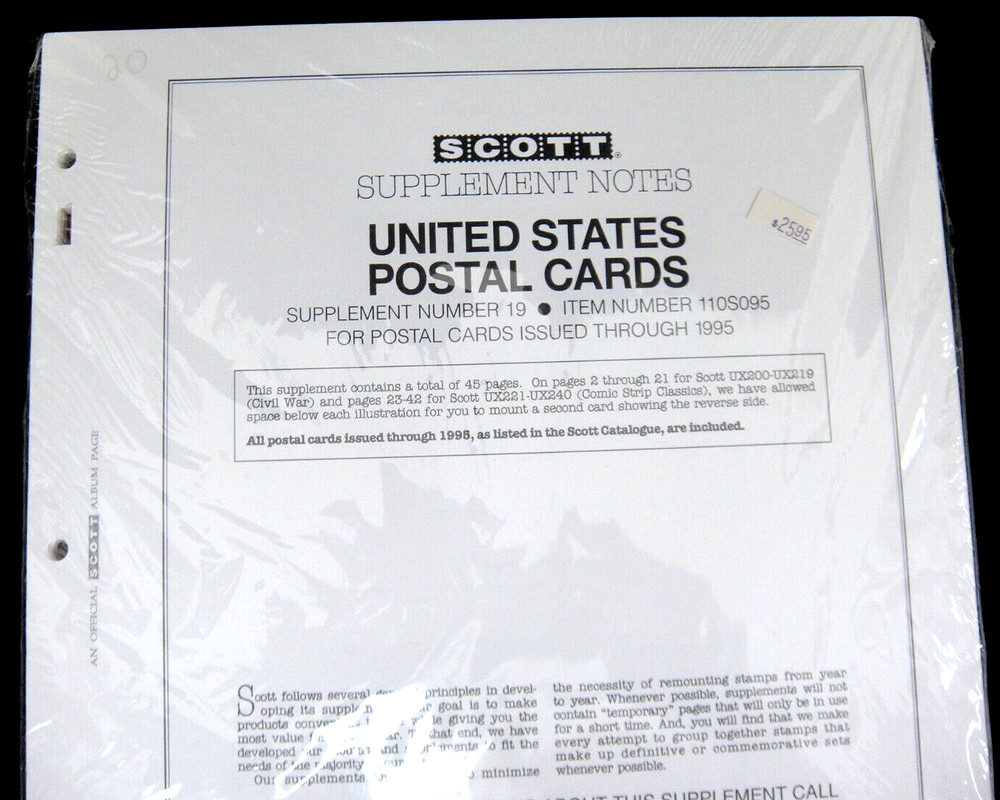 20
SCOTT®
SUPPLEMENT NOTES
$25.95
UNITED STATES
POSTAL CARDS
SUPPLEMENT NUMBER 19 ● ITEM NUMBER 110S095
FOR POSTAL CARDS ISSUED THROUGH 1995
This supplement contains a total of 45 pages. On pages 2 through 21 for Scott UX200-UX219
(Civil War) and pages 23-42 for Scott UX221-UX240 (Comic Strip Classics), we have allowed
space below each illustration for you to mount a second card showing the reverse side.
All postal cards issued through 1995, as listed in the Scott Catalogue, are included.
AN OFFICIAL SCOTT ALBUM PAGE
Scott follows several principles in devel-
oping its goal is to make
products giving you the
most value that end, we have
developed and to fit the
needs of the majority
Our supplements minimize
the necessity of remounting stamps from year
to year. Whenever possible, supplements will not
contain "temporary" pages that will only be in use
for a short time. And, you will find that we make
every attempt to group together stamps that
make up definitive or commemorative sets
whenever possible.
ABOUT THIS SUPPLEMENT CALL